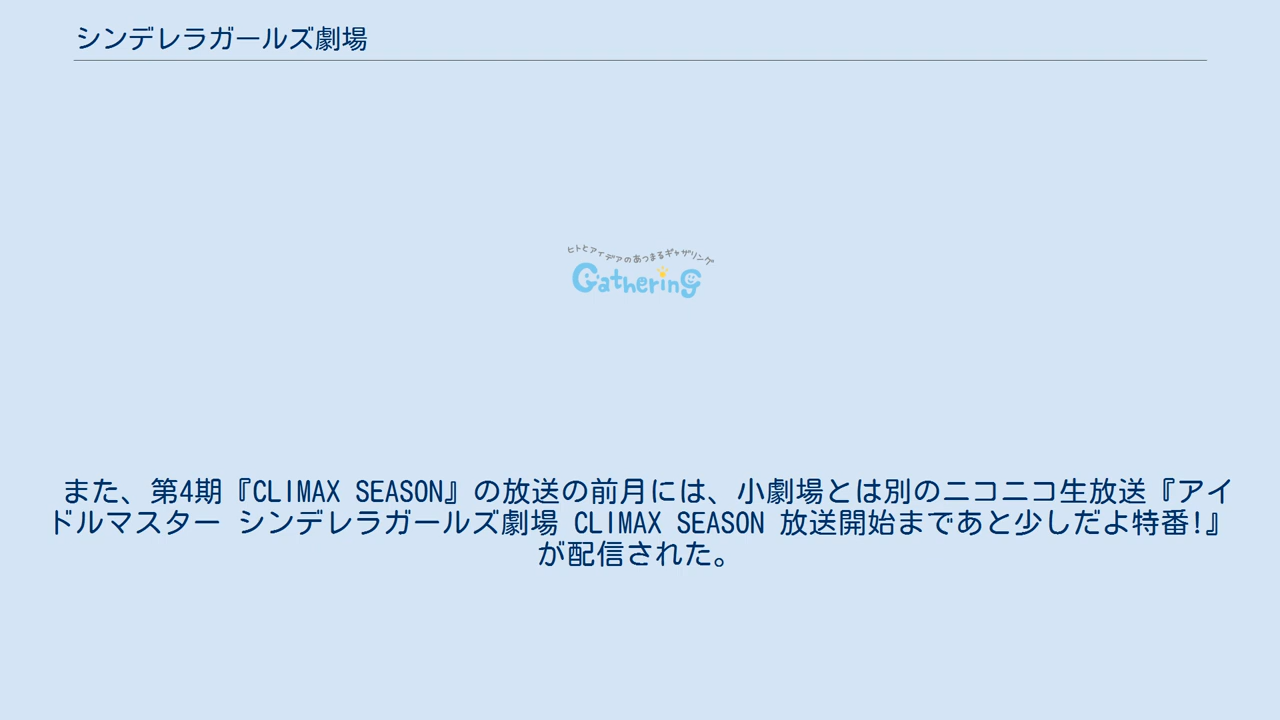 シンデレラガールズ劇場
ヒトとアイデアのあつまるギャザリング
Gathering
また、第4期『CLIMAX SEASON』の放送の前月には、小劇場とは別のニコニコ生放送『アイ
ドルマスター シンデレラガールズ劇場 CLIMAX SEASON 放送開始まであと少しだよ特番!』
が配信された。